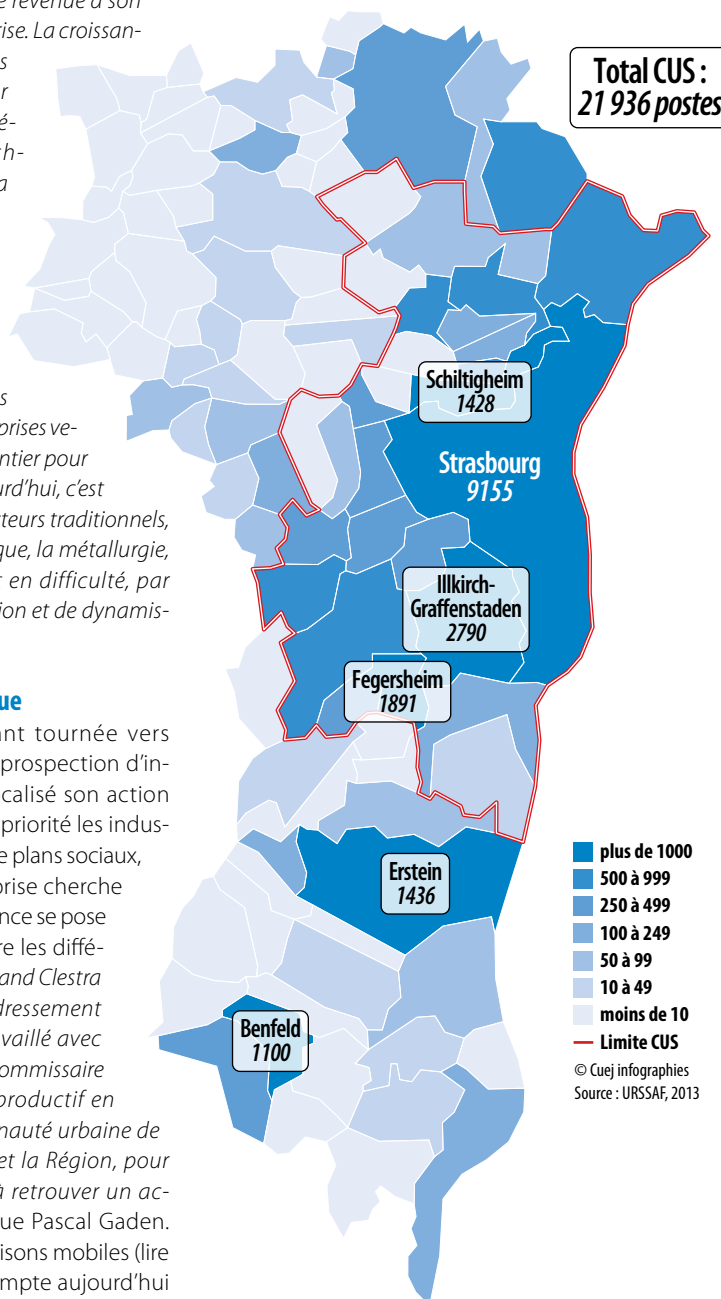 e revenue à son
rise. La croissan-
s
r
é-
h-
a
s
prises ve-
ntier pour
urd'hui, c'est
cteurs traditionnels,
que, la métallurgie,
en difficulté, par
ion et de dynamis-
ue
ant tournée vers
prospection d'in-
calisé son action
priorité les indus-
e plans sociaux,
prise cherche
ance se pose
re les diffé-
and Clestra
dressement
vaillé avec
ommissaire
productif en
nauté urbaine de
et la Région, pour
à retrouver un ac-
ue Pascal Gaden.
isons mobiles (lire
ompte aujourd'hui
Total CUS :
21 936 postes
Schiltigheim
1428
Strasbourg
9155
Illkirch-
Graffenstaden
2790
Fegersheim
1891
Erstein
1436
Benfeld
1100
plus de 1000
500 à 999
250 à 499
100 à 249
50 à 99
10 à 49
moins de 10
Limite CUS
© Cuej infographies
Source : URSSAF, 2013